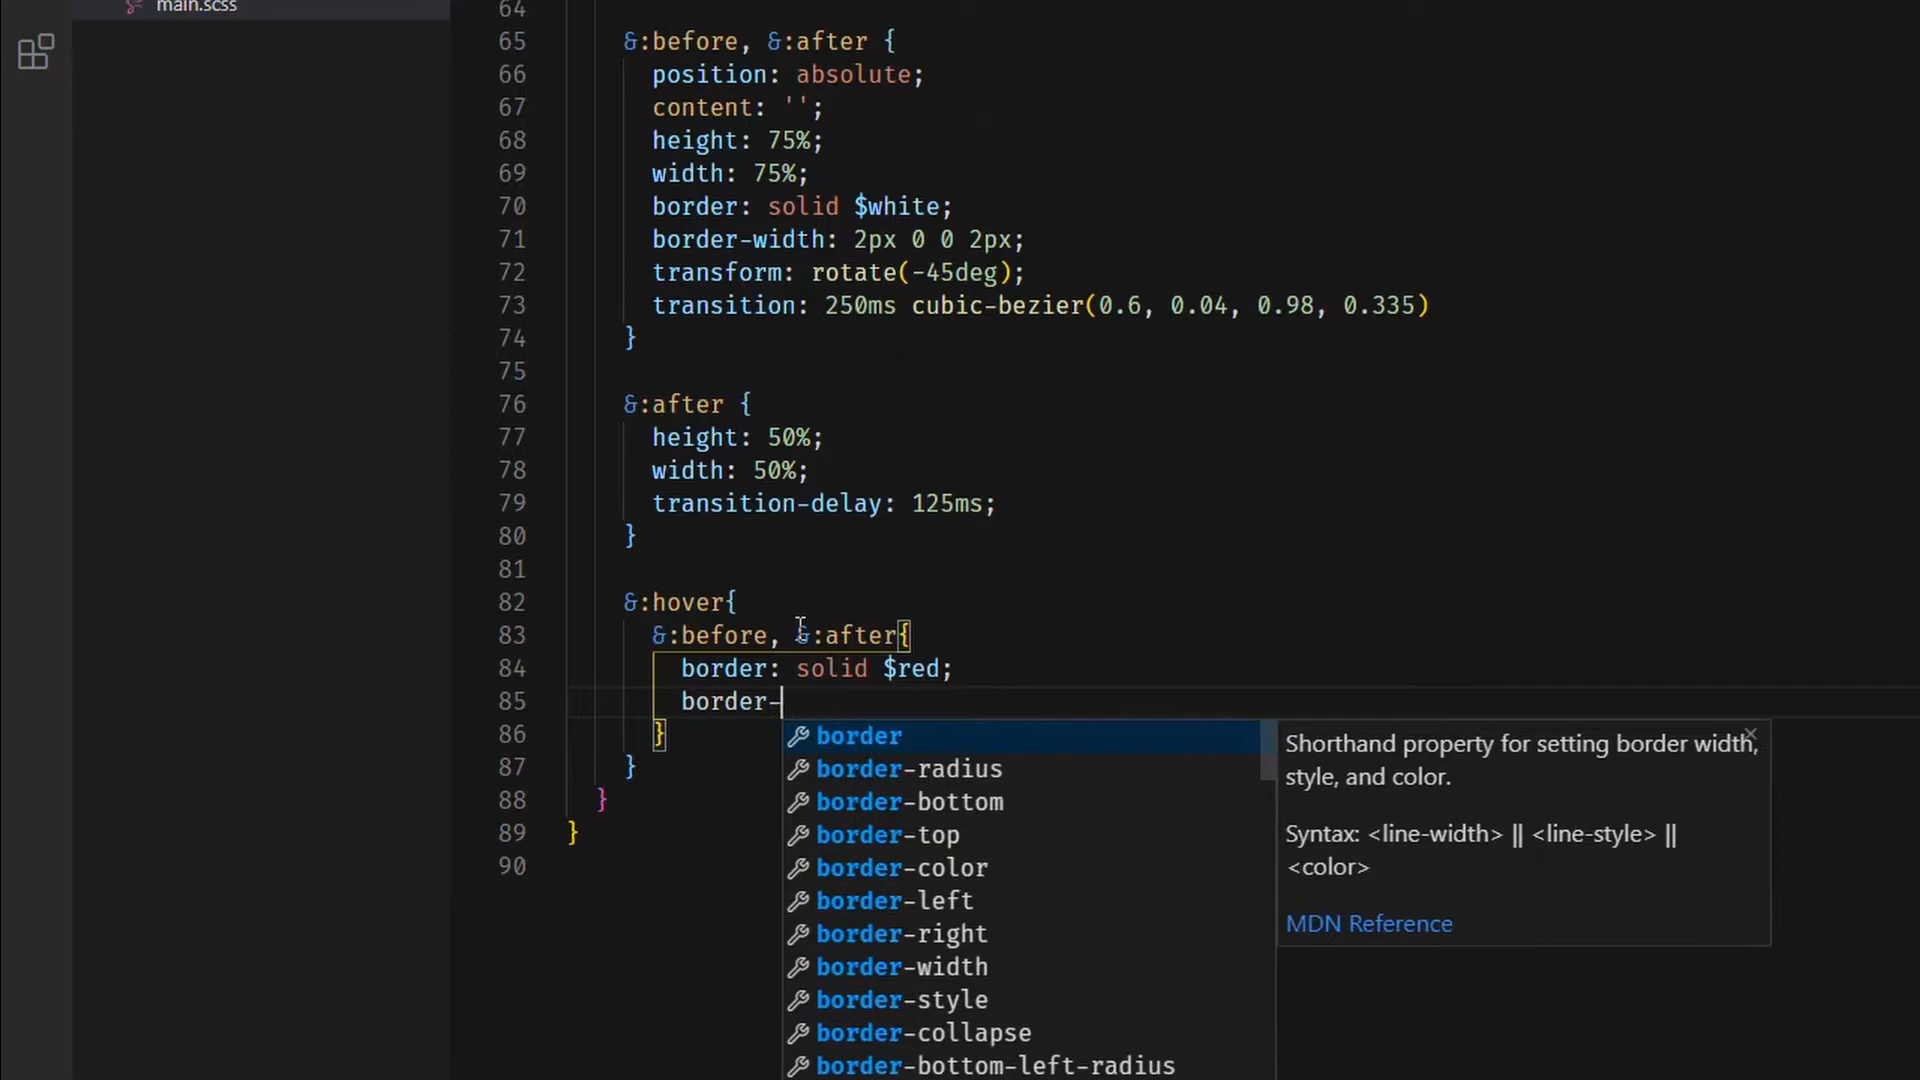 main.scss
64
65 &:before, &:after {
66 position: absolute;
67 content: '';
68 height: 75%;
69 width: 75%;
70 border: solid $white;
71 border-width: 2px 0 0 2px;
72 transform: rotate(-45deg);
73 transition: 250ms cubic-bezier(0.6, 0.04, 0.98, 0.335)
74 }
75
76 &:after {
77 height: 50%;
78 width: 50%;
79 transition-delay: 125ms;
80 }
81
82 &:hover{
83 &:before, &:after{
84 border: solid $red;
85 border-
86 }
87 }
88 }
89 }
90
border
border-radius
border-bottom
border-top
border-color
border-left
border-right
border-width
border-style
border-collapse
border-bottom-left-radius
Shorthand property for setting border width,
style, and color.
Syntax: <line-width> || <line-style> ||
<color>
MDN Reference